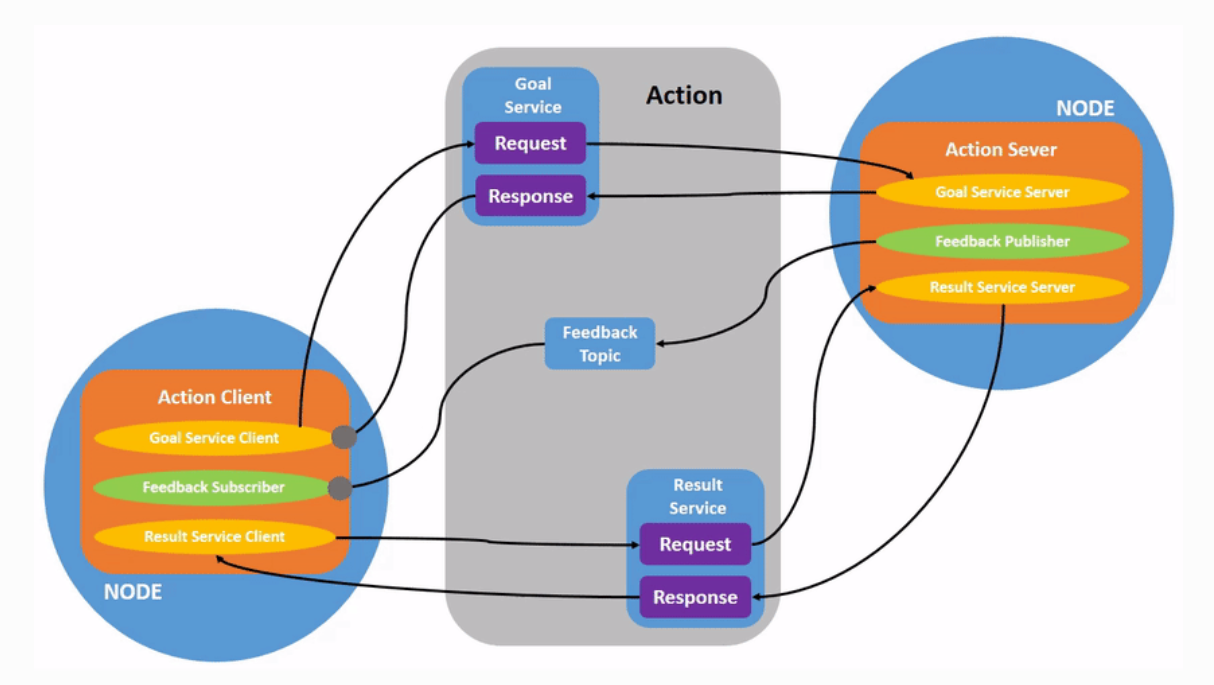 Goal
Service
Request
Response
Action
NODE
Action Sever
Goal Service Server
Feedback Publisher
Result Service Server
Feedback
Topic
Action Client
Goal Service Client
Feedback Subscriber
Result Service Client
NODE
Result
Service
Request
Response